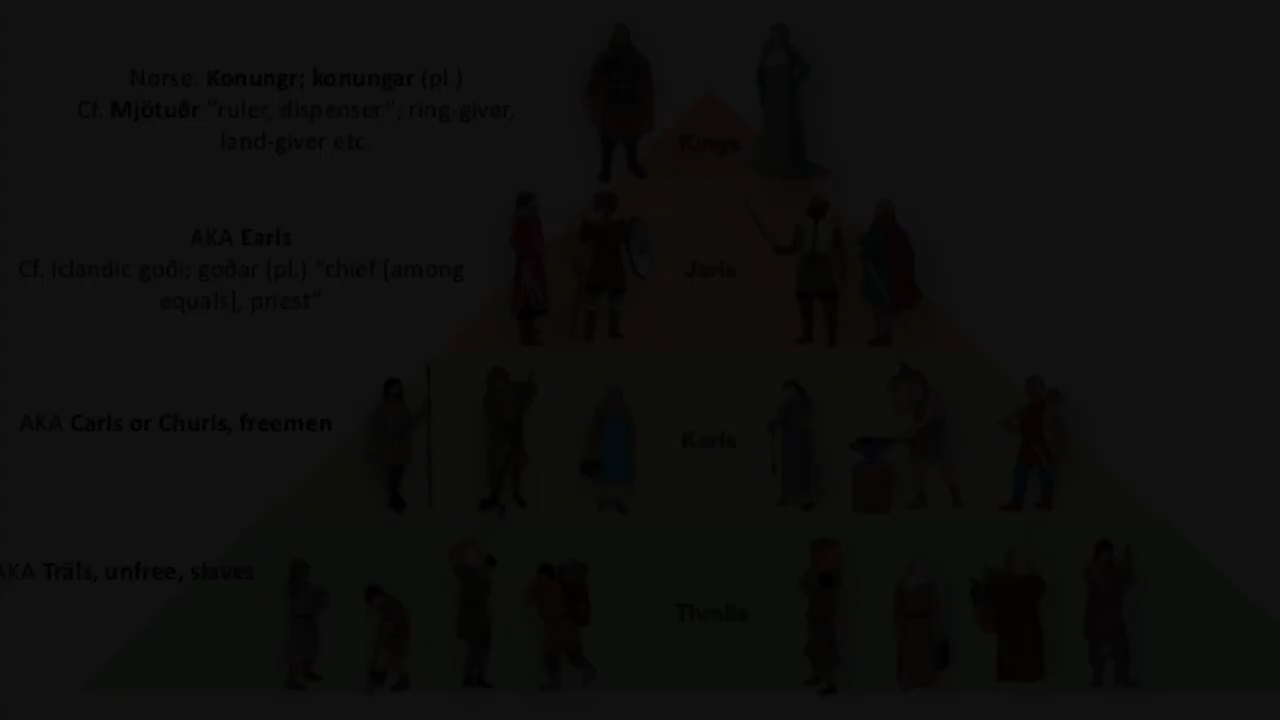 Norse. Konungr; konungar (pl.)
Cf. Mjötuðr "ruler, dispenser"; ring-giver,
land-giver etc.
Kings
AKA Earls
Cf. Iclandic goði; goðar (pl.) "chief [among
equals], priest"
Jarls
AKA Carls or Churls, freemen
Karls
AKA Träls, unfree, slaves
Thralls